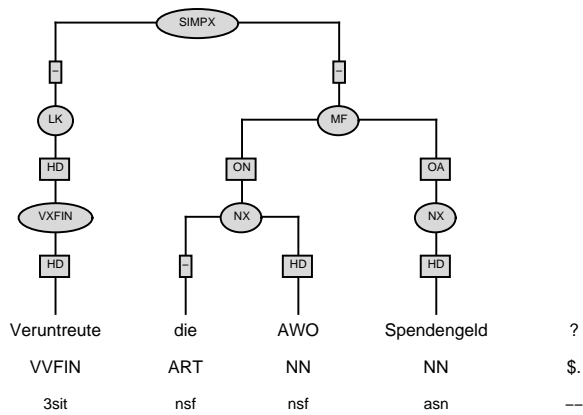 SIMPX
– –
LK MF
HD ON OA
VXFIN NX NX
HD – HD HD
Veruntreute die AWO Spendengeld ?
VVFIN ART NN NN $.
3sit nsf nsf asn −−